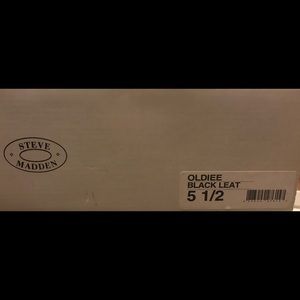 STEVE
MADDEN
OLDIEE
BLACK LEAT
5 1/2